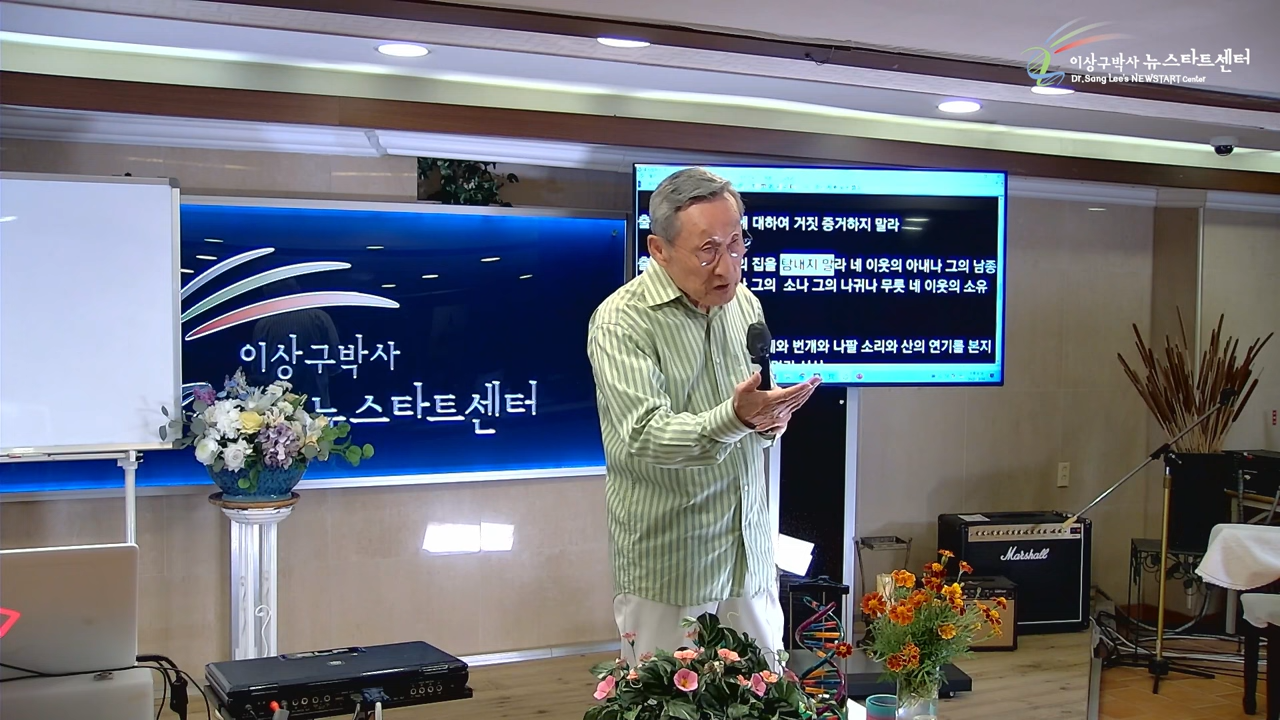 이상구박사 뉴스타트센터
Dr. Sang Lee's NEWSTART Center
대하여 거짓 증거하지 말라
집을 탐내지 말라 네 이웃의 아내나 그의 남종
그의 소나 그의 나귀나 무릇 네 이웃의 소유
번개와 나팔 소리와 산의 연기를 본지
이상구박사
뉴스타트센터
Marshall